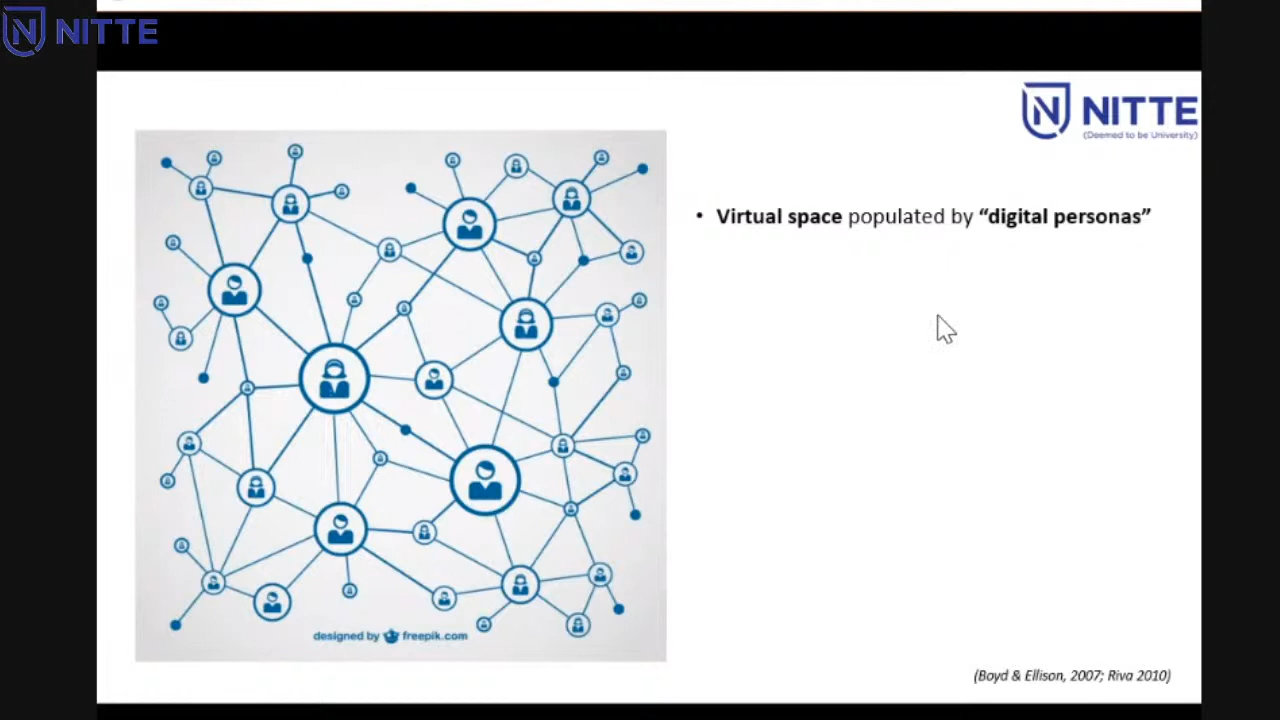 NITTE
NITTE
(Deemed to be University)
• Virtual space populated by “digital personas”
designed by freepik.com
(Boyd & Ellison, 2007; Riva 2010)